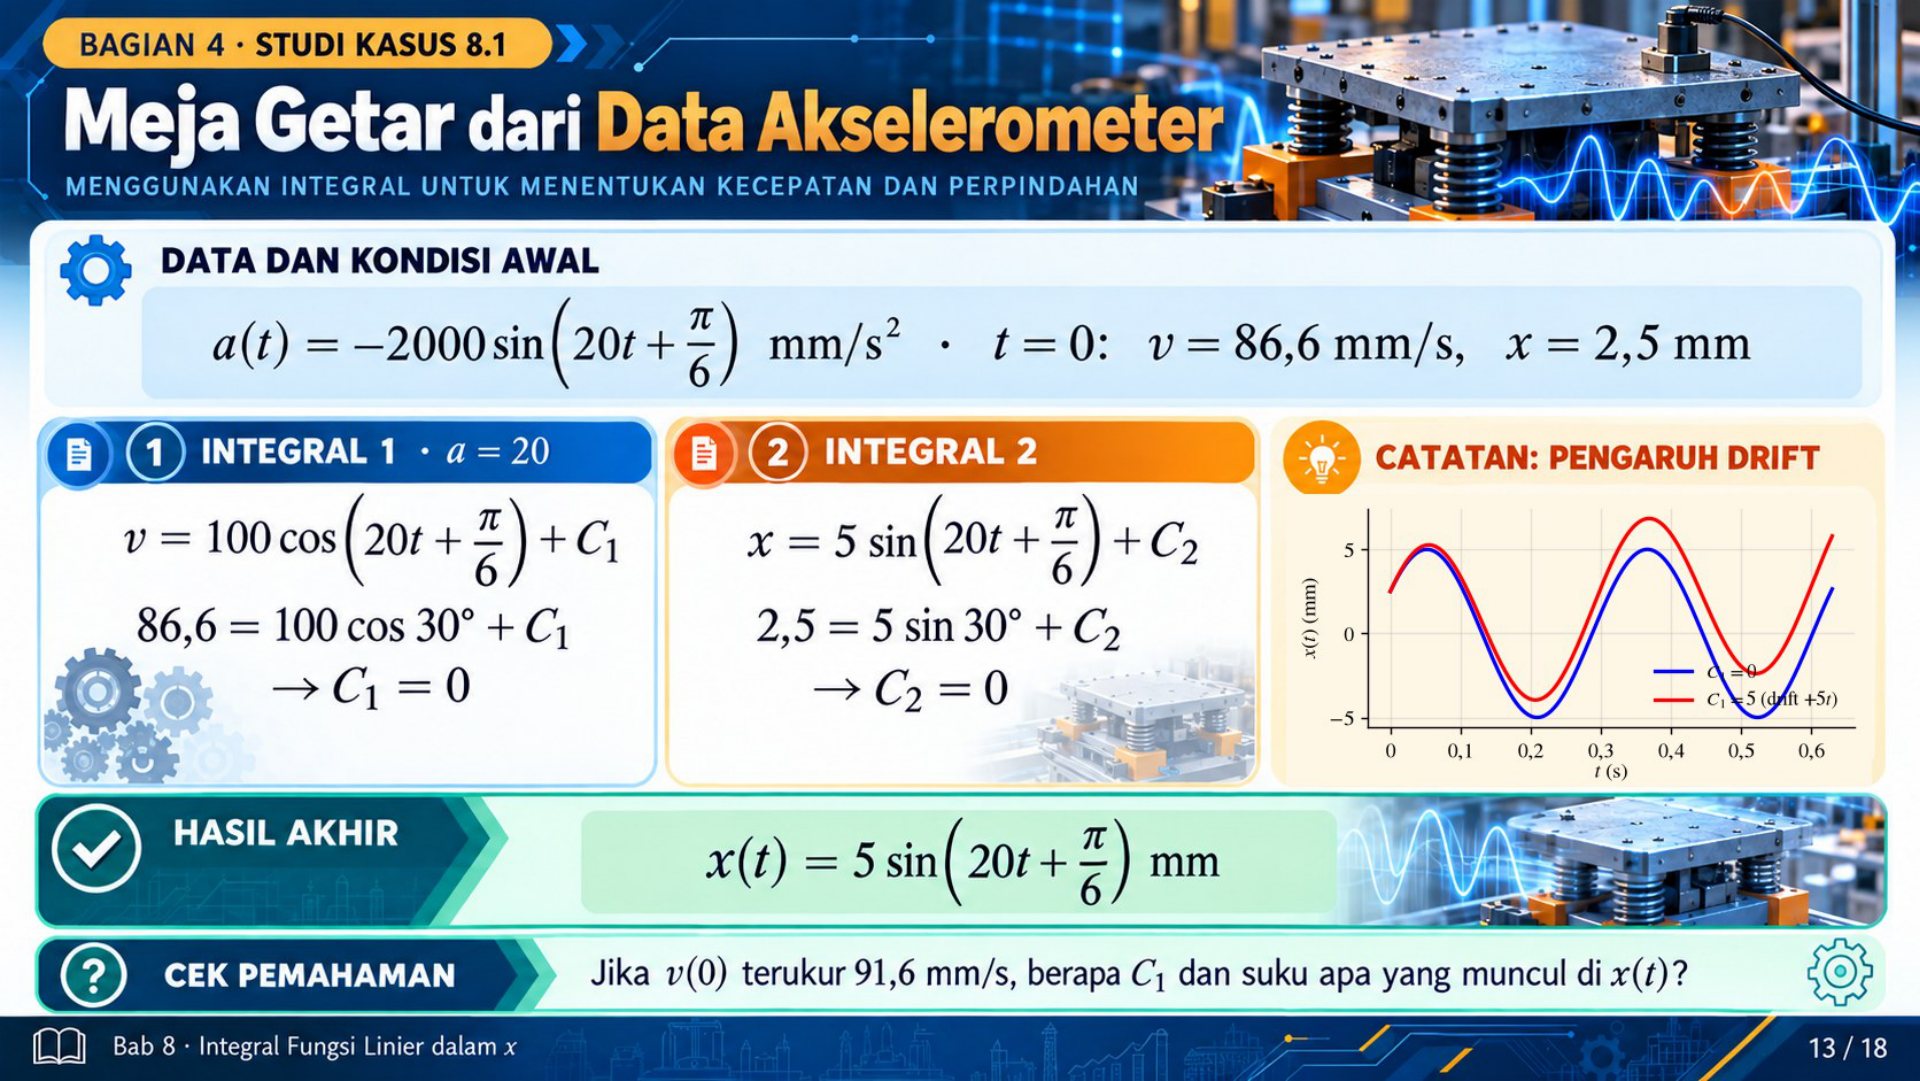 BAGIAN 4 · STUDI KASUS 8.1
Meja Getar dari Data Akselerometer
MENGGUNAKAN INTEGRAL UNTUK MENENTUKAN KECEPATAN DAN PERPINDAHAN
DATA DAN KONDISI AWAL
a(t) = −2000 sin(20t + π/6) mm/s² · t = 0: v = 86,6 mm/s, x = 2,5 mm
1 INTEGRAL 1 · a = 20
v = 100 cos(20t + π/6) + C₁
86,6 = 100 cos 30° + C₁
→ C₁ = 0
2 INTEGRAL 2
x = 5 sin(20t + π/6) + C₂
2,5 = 5 sin 30° + C₂
→ C₂ = 0
CATATAN: PENGARUH DRIFT
x(t) (mm)
5
0
−5
C₁ = 0
C₁ = 5 (drift +5t)
0 0,1 0,2 0,3 0,4 0,5 0,6
t (s)
HASIL AKHIR
x(t) = 5 sin(20t + π/6) mm
? CEK PEMAHAMAN
Jika v(0) terukur 91,6 mm/s, berapa C₁ dan suku apa yang muncul di x(t)?
Bab 8 · Integral Fungsi Linier dalam x
13 / 18